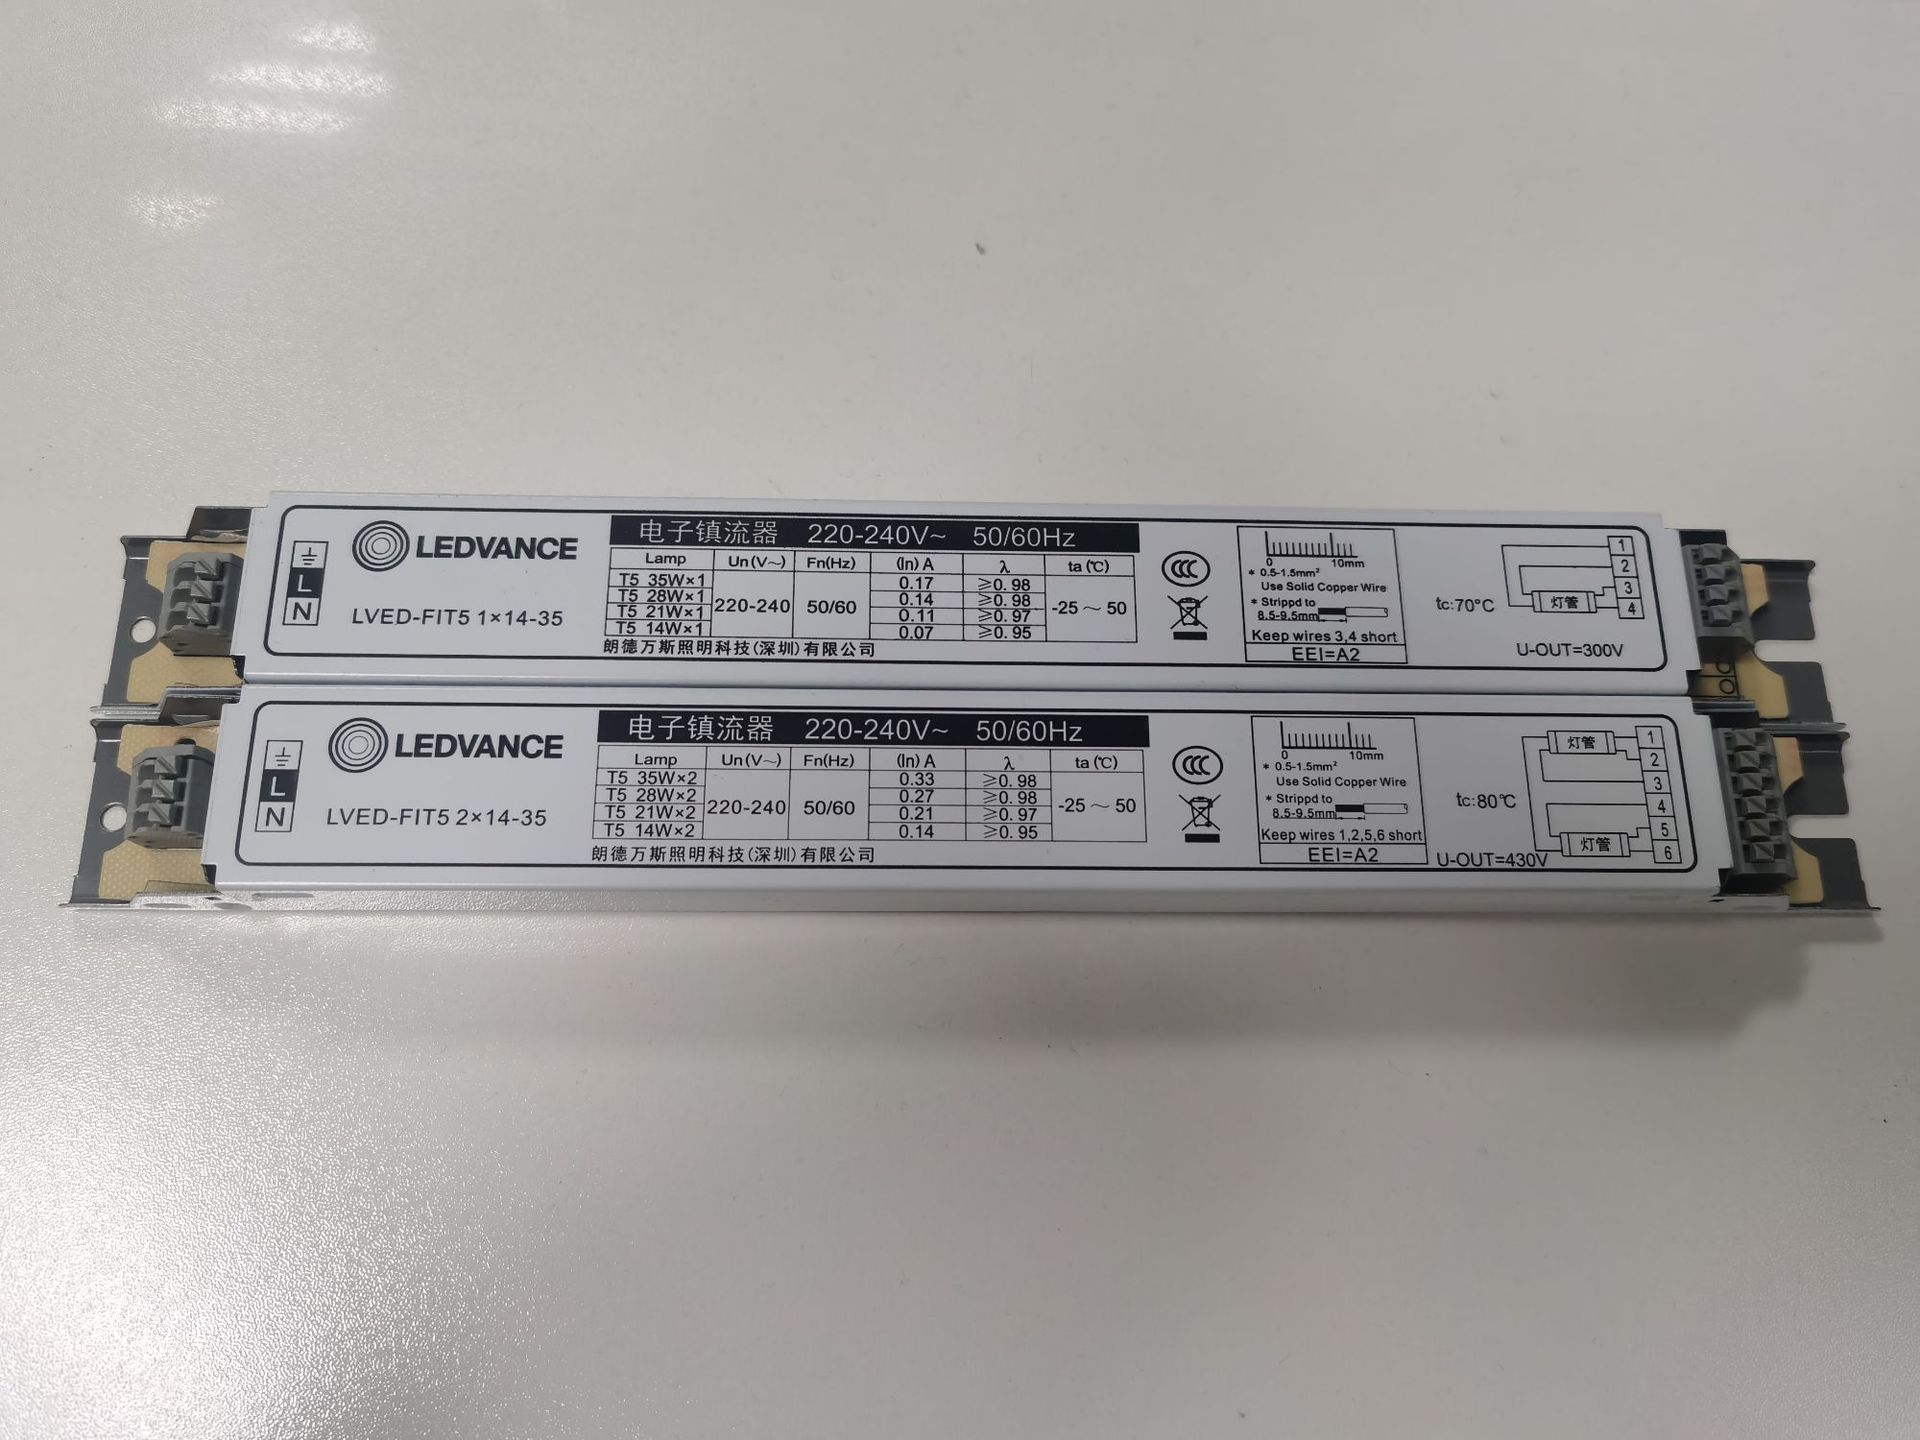 LEDVANCE
L
N
LVED-FIT5 1×14-35
电子镇流器 220-240V~ 50/60Hz
Lamp Un(V~) Fn(Hz) (In) A λ ta (℃)
T5 35W×1 0.17 ≥0.98
T5 28W×1 0.14 ≥0.98
220-240 50/60 -25 ~ 50
T5 21W×1 0.11 ≥0.97
T5 14W×1 0.07 ≥0.95
朗德万斯照明科技(深圳)有限公司
CCC
0 10mm
* 0.5-1.5mm²
Use Solid Copper Wire
* Strippd to
8.5-9.5mm
Keep wires 3,4 short
EEI=A2
tc:70°C
灯管
1
2
3
4
U-OUT=300V
LEDVANCE
L
N
LVED-FIT5 2×14-35
电子镇流器 220-240V~ 50/60Hz
Lamp Un(V~) Fn(Hz) (In) A λ ta (℃)
T5 35W×2 0.33 ≥0.98
T5 28W×2 0.27 ≥0.98
220-240 50/60 -25 ~ 50
T5 21W×2 0.21 ≥0.97
T5 14W×2 0.14 ≥0.95
朗德万斯照明科技(深圳)有限公司
CCC
0 10mm
* 0.5-1.5mm²
Use Solid Copper Wire
* Strippd to
8.5-9.5mm
Keep wires 1,2,5,6 short
EEI=A2
tc:80℃
灯管
灯管
1
2
3
4
5
6
U-OUT=430V